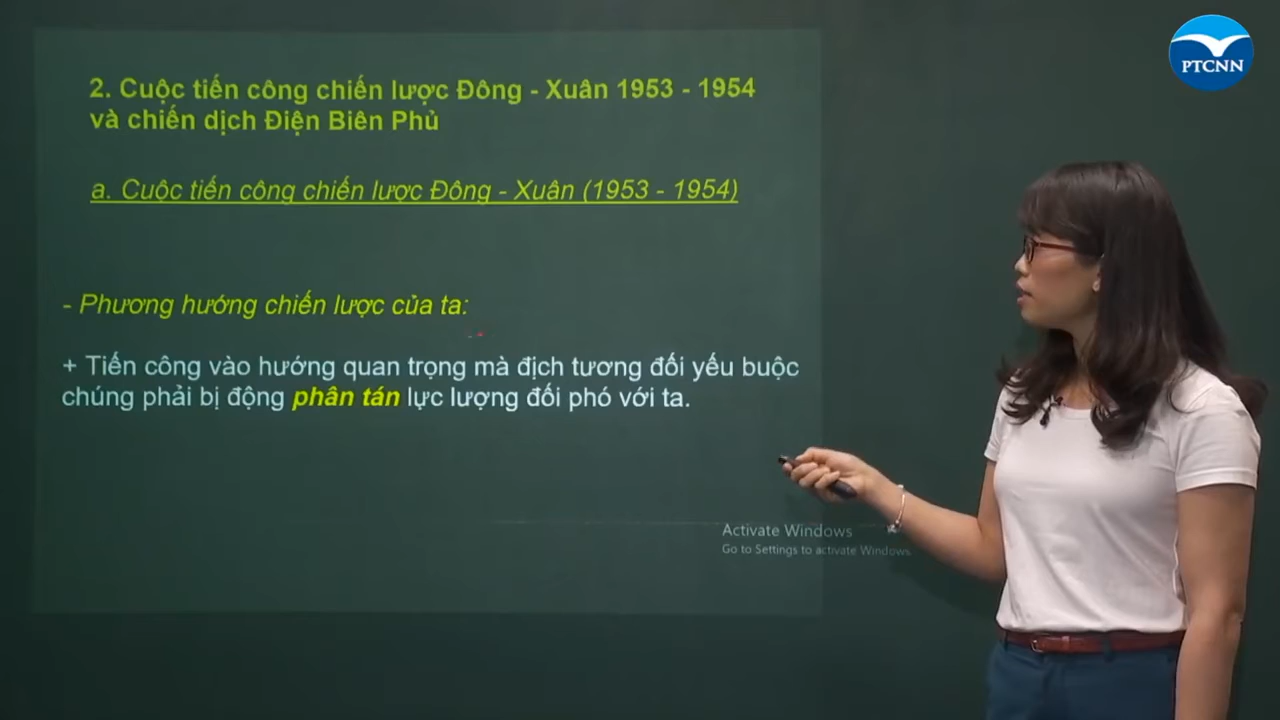 PTCNN
2. Cuộc tiến công chiến lược Đông - Xuân 1953 - 1954
và chiến dịch Điện Biên Phủ
a. Cuộc tiến công chiến lược Đông - Xuân (1953 - 1954)
- Phương hướng chiến lược của ta:
+ Tiến công vào hướng quan trọng mà địch tương đối yếu buộc
chúng phải bị động phân tán lực lượng đối phó với ta.
Activate Windows
Go to Settings to activate Windows.